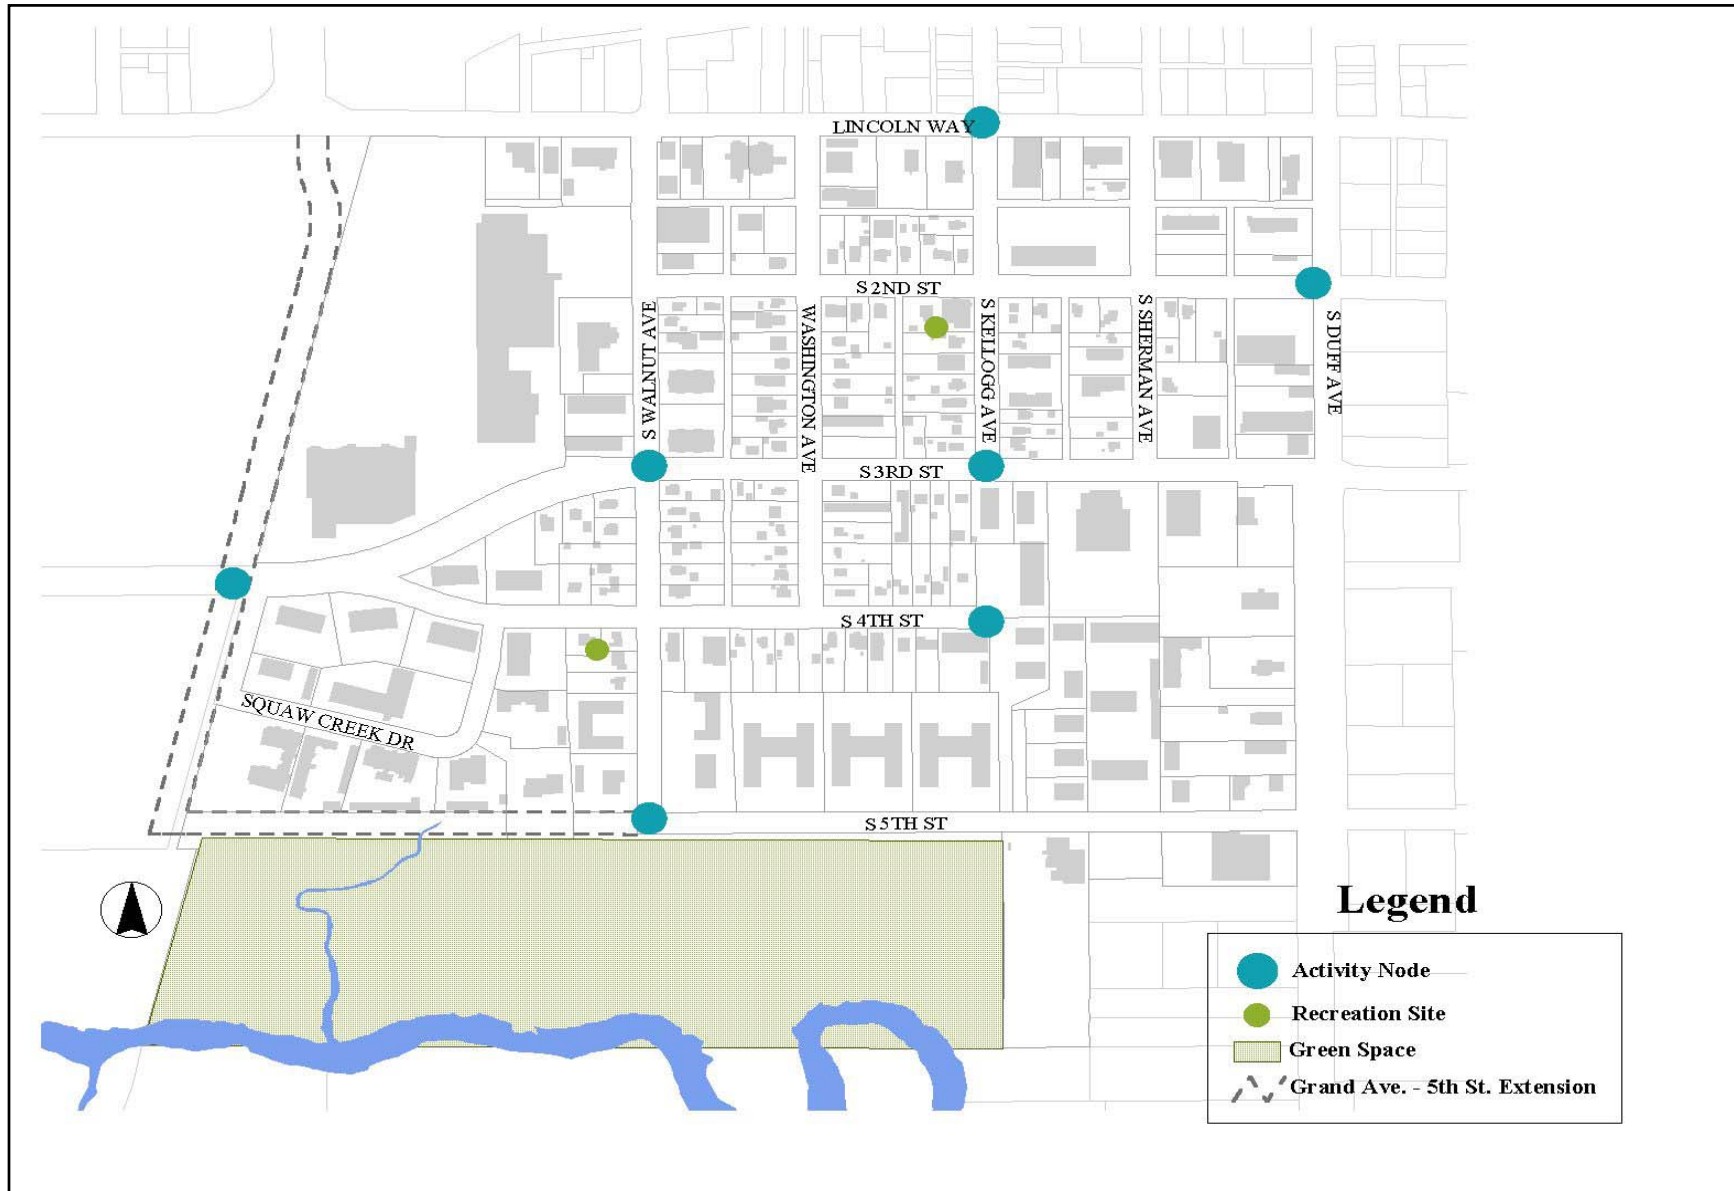 LINCOLN WAY
S 2ND ST
S WALNUT AVE
WASHINGTON AVE
S KELLOGG AVE
S SHERMAN AVE
S DUFF AVE
S 3RD ST
S 4TH ST
SQUAW CREEK DR
S 5TH ST
Legend
Activity Node
Recreation Site
Green Space
Grand Ave. - 5th St. Extension